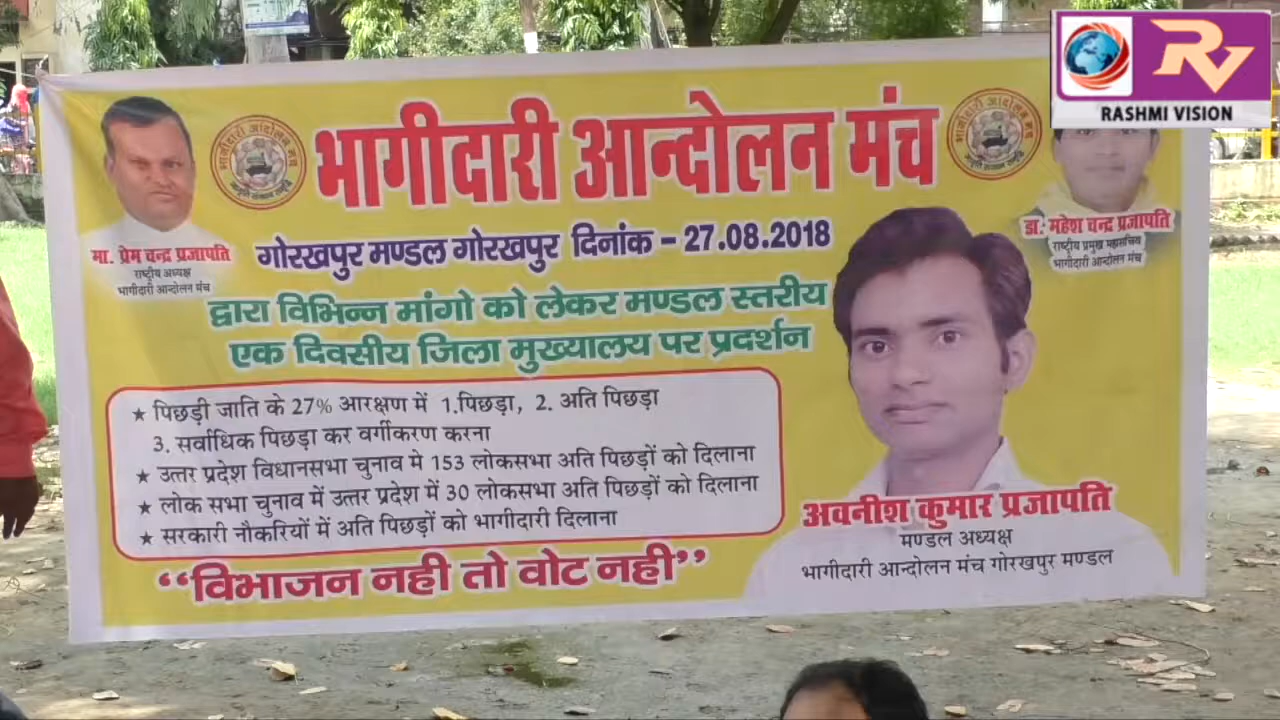 RV
RASHMI VISION
भागीदारी आन्दोलन मंच
गोरखपुर मण्डल गोरखपुर दिनांक – 27.08.2018
मा. प्रेम चन्द्र प्रजापति
राष्ट्रीय अध्यक्ष
भागीदारी आन्दोलन मंच
डा. महेश चन्द्र प्रजापति
राष्ट्रीय प्रमुख महासचिव
भागीदारी आन्दोलन मंच
द्वारा विभिन्न मांगो को लेकर मण्डल स्तरीय
एक दिवसीय जिला मुख्यालय पर प्रदर्शन
★ पिछड़ी जाति के 27% आरक्षण में 1.पिछड़ा, 2. अति पिछड़ा
3. सर्वाधिक पिछड़ा कर वर्गीकरण करना
★ उत्तर प्रदेश विधानसभा चुनाव मे 153 लोकसभा अति पिछड़ों को दिलाना
★ लोक सभा चुनाव में उत्तर प्रदेश में 30 लोकसभा अति पिछड़ों को दिलाना
★ सरकारी नौकरियों में अति पिछड़ों को भागीदारी दिलाना
“विभाजन नही तो वोट नही”
अवनीश कुमार प्रजापति
मण्डल अध्यक्ष
भागीदारी आन्दोलन मंच गोरखपुर मण्डल